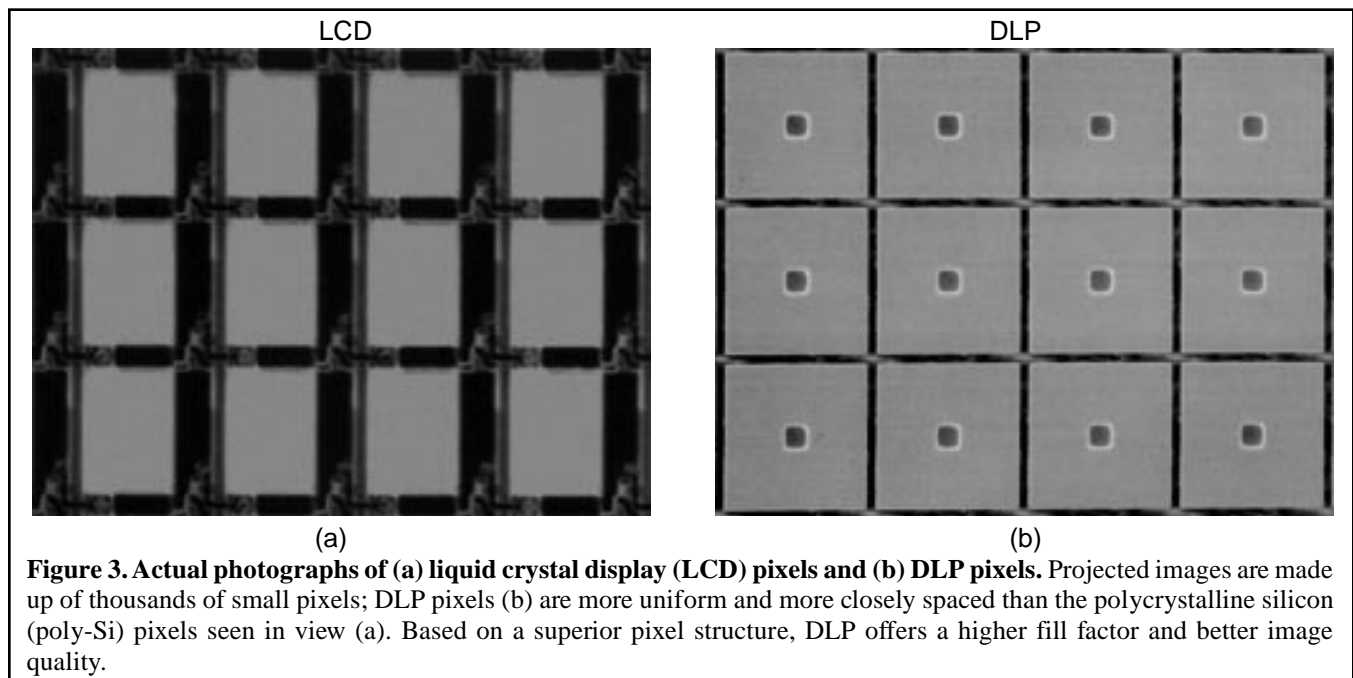 LCD
DLP
(a)
(b)
Figure 3. Actual photographs of (a) liquid crystal display (LCD) pixels and (b) DLP pixels. Projected images are made
up of thousands of small pixels; DLP pixels (b) are more uniform and more closely spaced than the polycrystalline silicon
(poly-Si) pixels seen in view (a). Based on a superior pixel structure, DLP offers a higher fill factor and better image
quality.